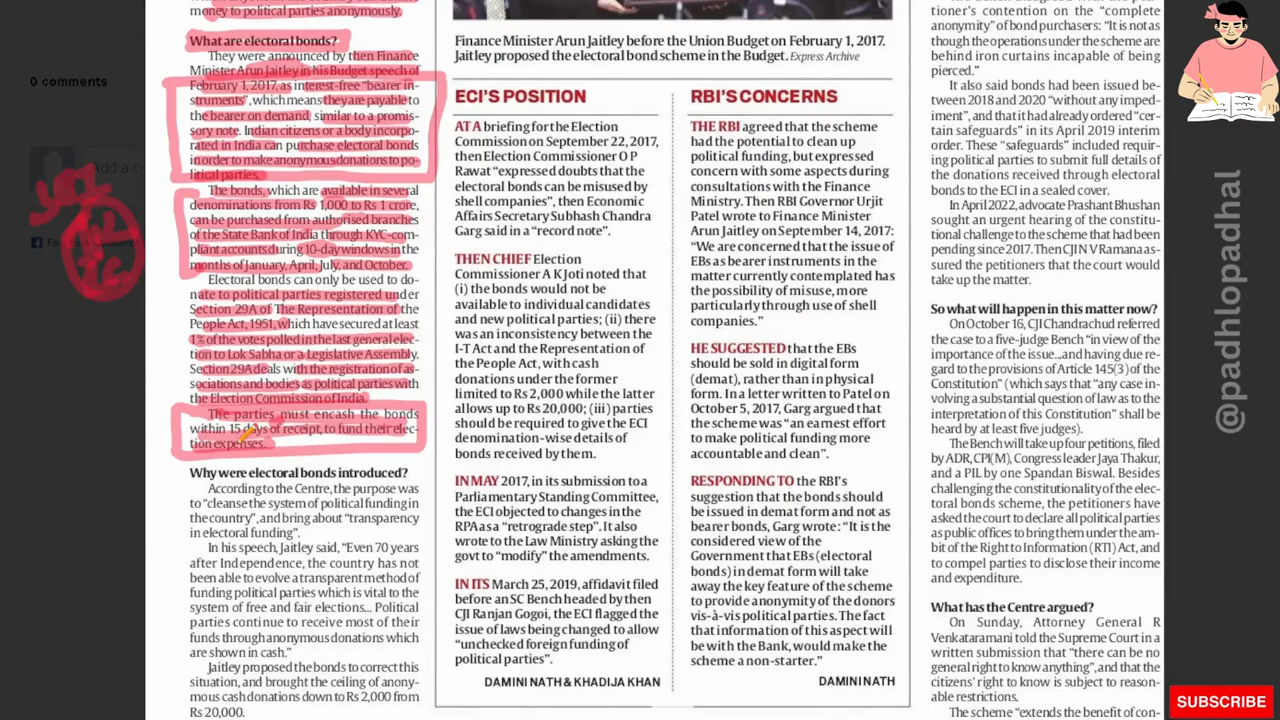 money to political parties anonymously.
What are electoral bonds?
They were announced by then Finance
Minister Arun Jaitley in his Budget speech of
February 1, 2017, as interest-free “bearer in-
struments”, which means they are payable to
the bearer on demand, similar to a promis-
sory note. Indian citizens or a body incorpo-
rated in India can purchase electoral bonds
in order to make anonymous donations to po-
litical parties.
The bonds, which are available in several
denominations from Rs 1,000 to Rs 1 crore,
can be purchased from authorised branches
of the State Bank of India through KYC-com-
pliant accounts during 10-day windows in the
months of January, April, July, and October.
Electoral bonds can only be used to do-
nate to political parties registered under
Section 29A of The Representation of the
People Act, 1951, which have secured at least
1% of the votes polled in the last general elec-
tion to Lok Sabha or a Legislative Assembly.
Section 29A deals with the registration of as-
sociations and bodies as political parties with
the Election Commission of India.
The parties must encash the bonds
within 15 days of receipt, to fund their elec-
tion expenses.
Why were electoral bonds introduced?
According to the Centre, the purpose was
to “cleanse the system of political funding in
the country”, and bring about “transparency
in electoral funding”.
In his speech, Jaitley said, “Even 70 years
after Independence, the country has not
been able to evolve a transparent method of
funding political parties which is vital to the
system of free and fair elections... Political
parties continue to receive most of their
funds through anonymous donations which
are shown in cash.”
Jaitley proposed the bonds to correct this
situation, and brought the ceiling of anony-
mous cash donations down to Rs 2,000 from
Rs 20,000.
Finance Minister Arun Jaitley before the Union Budget on February 1, 2017.
Jaitley proposed the electoral bond scheme in the Budget. Express Archive
ECI'S POSITION
AT A briefing for the Election
Commission on September 22, 2017,
then Election Commissioner O P
Rawat “expressed doubts that the
electoral bonds can be misused by
shell companies”, then Economic
Affairs Secretary Subhash Chandra
Garg said in a “record note”.
THEN CHIEF Election
Commissioner A K Joti noted that
(i) the bonds would not be
available to individual candidates
and new political parties; (ii) there
was an inconsistency between the
I-T Act and the Representation of
the People Act, with cash
donations under the former
limited to Rs 2,000 while the latter
allows up to Rs 20,000; (iii) parties
should be required to give the ECI
denomination-wise details of
bonds received by them.
IN MAY 2017, in its submission to a
Parliamentary Standing Committee,
the ECI objected to changes in the
RPA as a “retrograde step”. It also
wrote to the Law Ministry asking the
govt to “modify” the amendments.
IN ITS March 25, 2019, affidavit filed
before an SC Bench headed by then
CJI Ranjan Gogoi, the ECI flagged the
issue of laws being changed to allow
“unchecked foreign funding of
political parties”.
DAMINI NATH & KHADIJA KHAN
RBI'S CONCERNS
THE RBI agreed that the scheme
had the potential to clean up
political funding, but expressed
concern with some aspects during
consultations with the Finance
Ministry. Then RBI Governor Urjit
Patel wrote to Finance Minister
Arun Jaitley on September 14, 2017:
“We are concerned that the issue of
EBs as bearer instruments in the
matter currently contemplated has
the possibility of misuse, more
particularly through use of shell
companies.”
HE SUGGESTED that the EBs
should be sold in digital form
(demat), rather than in physical
form. In a letter written to Patel on
October 5, 2017, Garg argued that
the scheme was “an earnest effort
to make political funding more
accountable and clean”.
RESPONDING TO the RBI's
suggestion that the bonds should
be issued in demat form and not as
bearer bonds, Garg wrote: “It is the
considered view of the
Government that EBs (electoral
bonds) in demat form will take
away the key feature of the scheme
to provide anonymity of the donors
vis-à-vis political parties. The fact
that information of this aspect will
be with the Bank, would make the
scheme a non-starter.”
DAMINI NATH
tioner's contention on the “complete
anonymity” of bond purchasers: “It is not as
though the operations under the scheme are
behind iron curtains incapable of being
pierced.”
It also said bonds had been issued be-
tween 2018 and 2020 “without any imped-
iment”, and that it had already ordered “cer-
tain safeguards” in its April 2019 interim
order. These “safeguards” included requir-
ing political parties to submit full details of
the donations received through electoral
bonds to the ECI in a sealed cover.
In April 2022, advocate Prashant Bhushan
sought an urgent hearing of the constitu-
tional challenge to the scheme that had been
pending since 2017. Then CJI N V Ramana as-
sured the petitioners that the court would
take up the matter.
So what will happen in this matter now?
On October 16, CJI Chandrachud referred
the case to a five-judge Bench “in view of the
importance of the issue...and having due re-
gard to the provisions of Article 145(3) of the
Constitution” (which says that “any case in-
volving a substantial question of law as to the
interpretation of this Constitution” shall be
heard by at least five judges).
The Bench will take up four petitions, filed
by ADR, CPI(M), Congress leader Jaya Thakur,
and a PIL by one Spandan Biswal. Besides
challenging the constitutionality of the elec-
toral bonds scheme, the petitioners have
asked the court to declare all political parties
as public offices to bring them under the am-
bit of the Right to Information (RTI) Act, and
to compel parties to disclose their income
and expenditure.
What has the Centre argued?
On Sunday, Attorney General R
Venkataramani told the Supreme Court in a
written submission that “there can be no
general right to know anything”, and that the
citizens' right to know is subject to reason-
able restrictions.
The scheme “extends the benefit of con-
0 comments
Add a c
@padhlopadhal
SUBSCRIBE